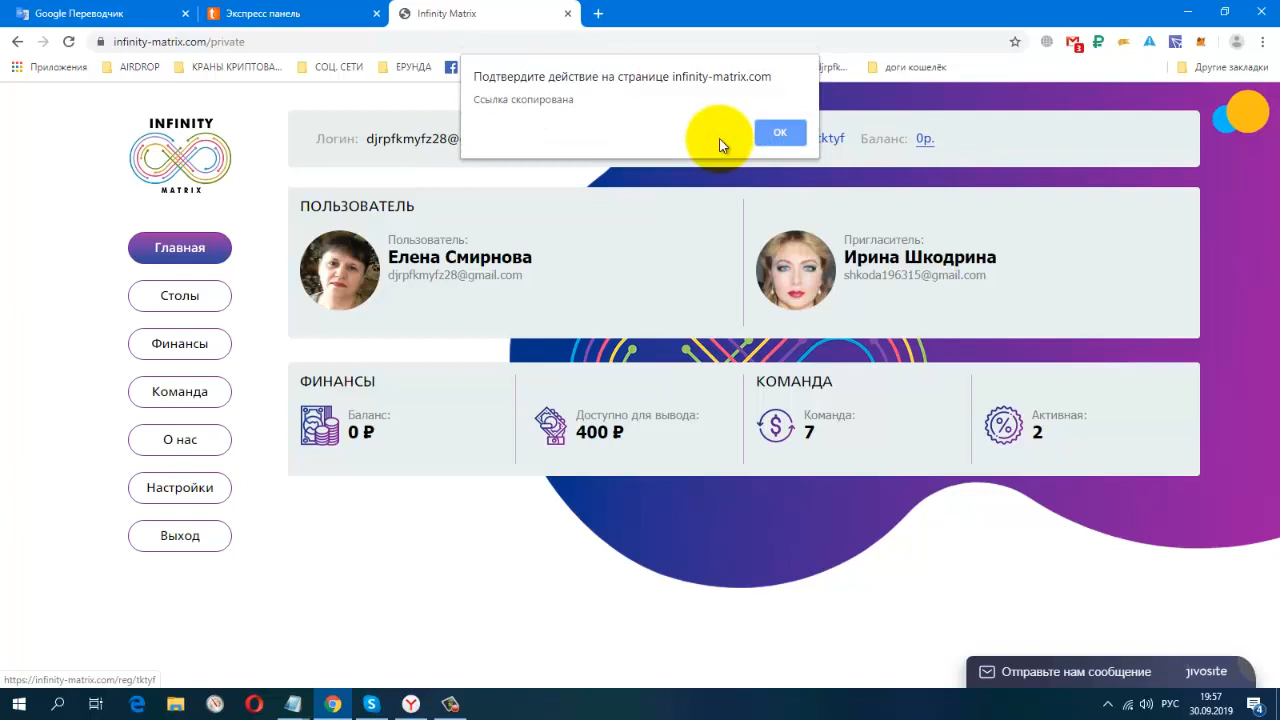 Google Переводчик
Экспресс панель
Infinity Matrix
infinity-matrix.com/private
3
Приложения
AIRDROP
КРАНЫ КРИПТОВА...
СОЦ. СЕТИ
ЕРУНДА
djrpfk...
доги кошелёк
Другие закладки
Подтвердите действие на странице infinity-matrix.com
Ссылка скопирована
OK
INFINITY
MATRIX
Логин: djrpfkmyfz28@
tktyf
Баланс: 0р.
ПОЛЬЗОВАТЕЛЬ
Пользователь:
Елена Смирнова
djrpfkmyfz28@gmail.com
Пригласитель:
Ирина Шкодрина
shkoda196315@gmail.com
Главная
Столы
Финансы
Команда
О нас
Настройки
Выход
ФИНАНСЫ
Баланс:
0 ₽
Доступно для вывода:
400 ₽
КОМАНДА
Команда:
7
Активная:
2
Отправьте нам сообщение
jivosite
https://infinity-matrix.com/reg/tktyf
РУС
19:57
30.09.2019
4